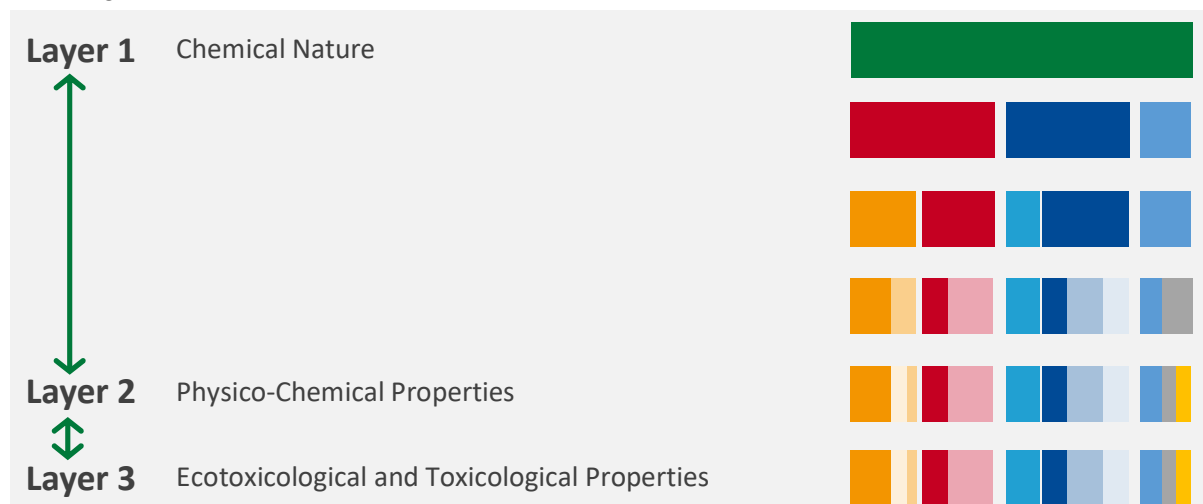 Layer 1 Chemical Nature
Layer 2 Physico-Chemical Properties
Layer 3 Ecotoxicological and Toxicological Properties